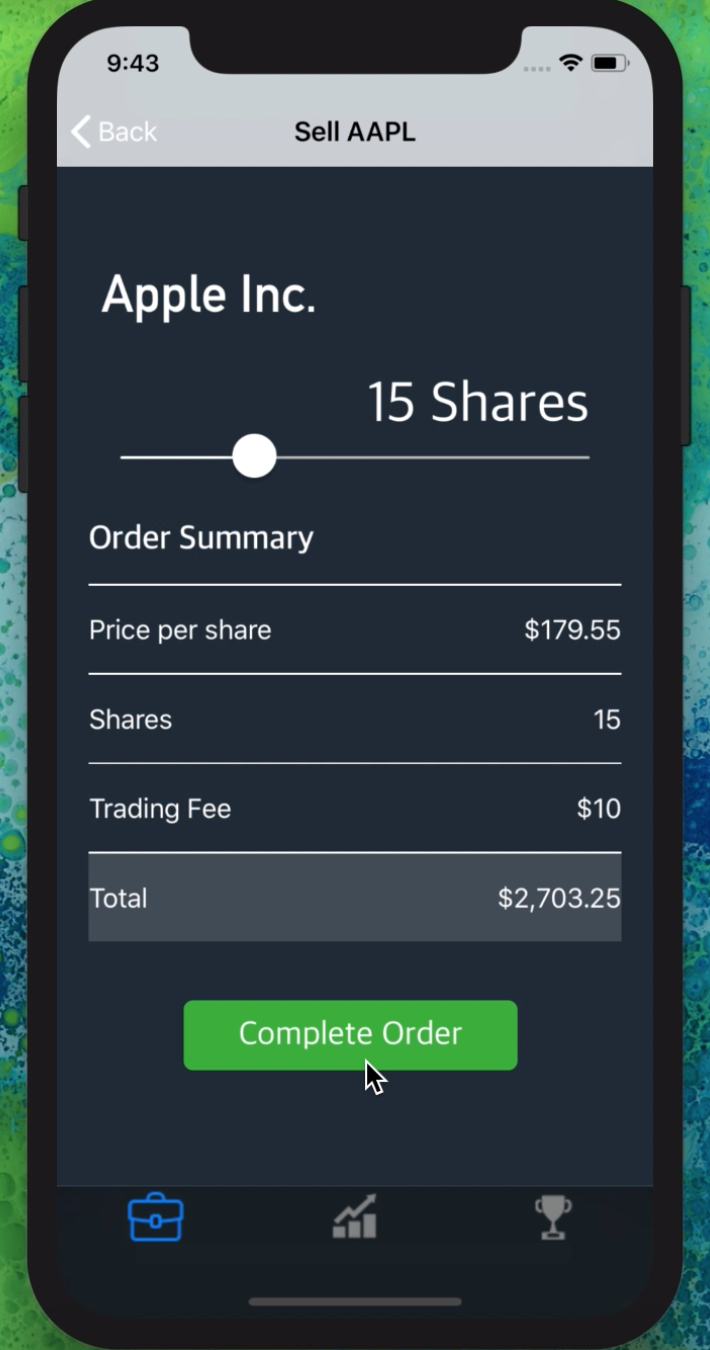 9:43
Back
Sell AAPL
Apple Inc.
15 Shares
Order Summary
Price per share $179.55
Shares 15
Trading Fee $10
Total $2,703.25
Complete Order